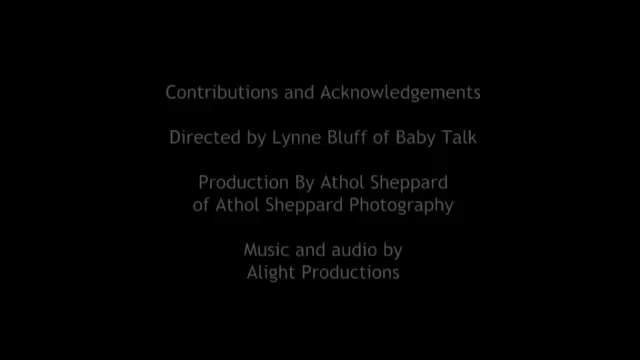 Contributions and Acknowledgements
Directed by Lynne Bluff of Baby Talk
Production By Athol Sheppard
of Athol Sheppard Photography
Music and audio by
Alight Productions